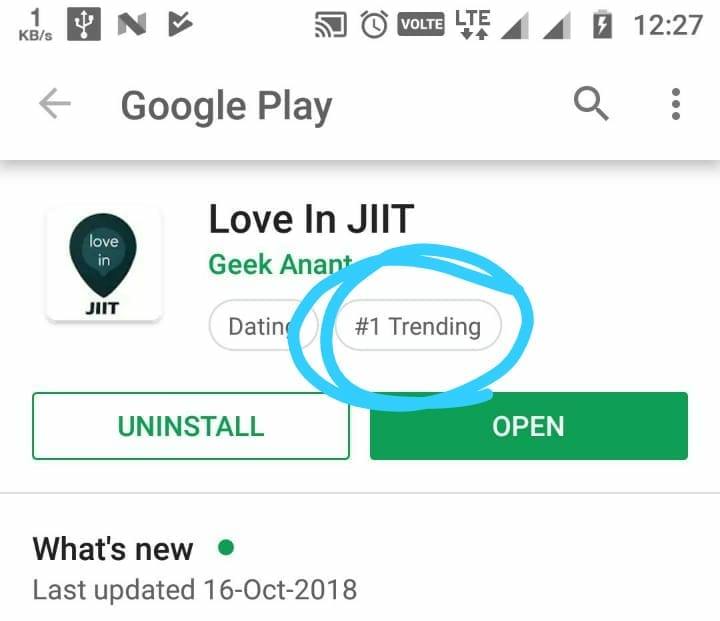 1
KB/s
VOLTE
LTE
12:27
Google Play
love
in
JIIT
Love In JIIT
Geek Anant
Dating
#1 Trending
UNINSTALL
OPEN
What's new
Last updated 16-Oct-2018